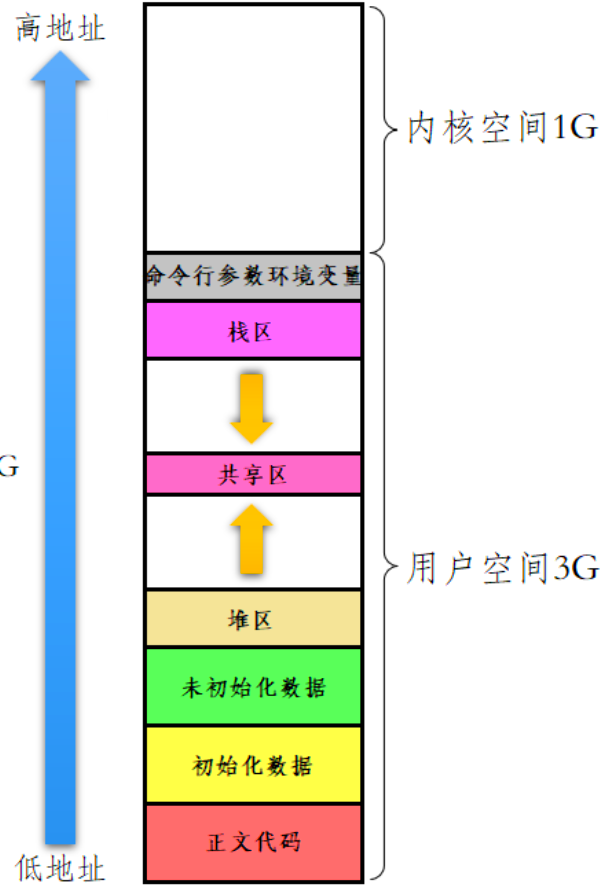 高地址
内核空间1G
命令行参数环境变量
栈区
G
共享区
用户空间3G
堆区
未初始化数据
初始化数据
正文代码
低地址